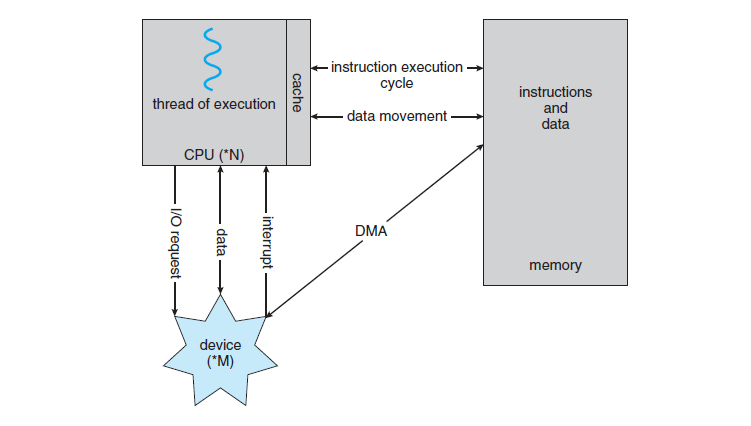 thread of execution
cache
CPU (*N)
instruction execution
cycle
data movement
instructions
and
data
memory
I/O request
data
interrupt
DMA
device
(*M)